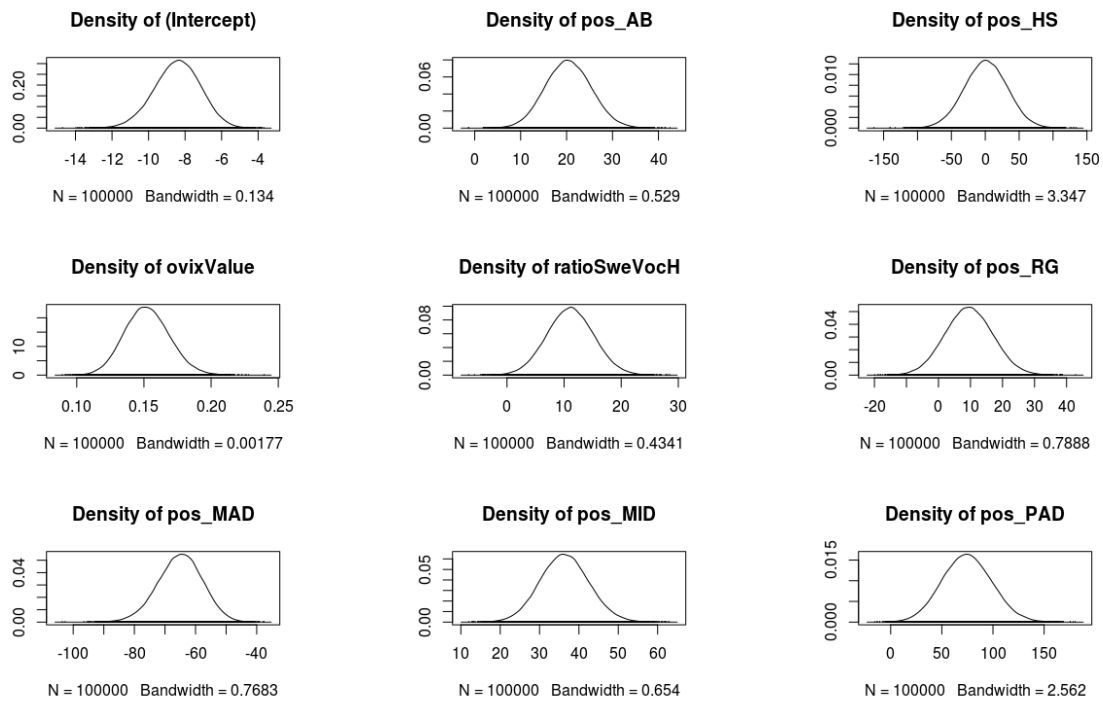 Density of (Intercept)
0.00 0.20
-14 -12 -10 -8 -6 -4
N = 100000 Bandwidth = 0.134
Density of pos_AB
0.00 0.06
0 10 20 30 40
N = 100000 Bandwidth = 0.529
Density of pos_HS
0.000 0.010
-150 -50 0 50 150
N = 100000 Bandwidth = 3.347
Density of ovixValue
0 10
0.10 0.15 0.20 0.25
N = 100000 Bandwidth = 0.00177
Density of ratioSweVocH
0.00 0.08
0 10 20 30
N = 100000 Bandwidth = 0.4341
Density of pos_RG
0.00 0.04
-20 0 10 20 30 40
N = 100000 Bandwidth = 0.7888
Density of pos_MAD
0.00 0.04
-100 -80 -60 -40
N = 100000 Bandwidth = 0.7683
Density of pos_MID
0.00 0.05
10 20 30 40 50 60
N = 100000 Bandwidth = 0.654
Density of pos_PAD
0.000 0.015
0 50 100 150
N = 100000 Bandwidth = 2.562